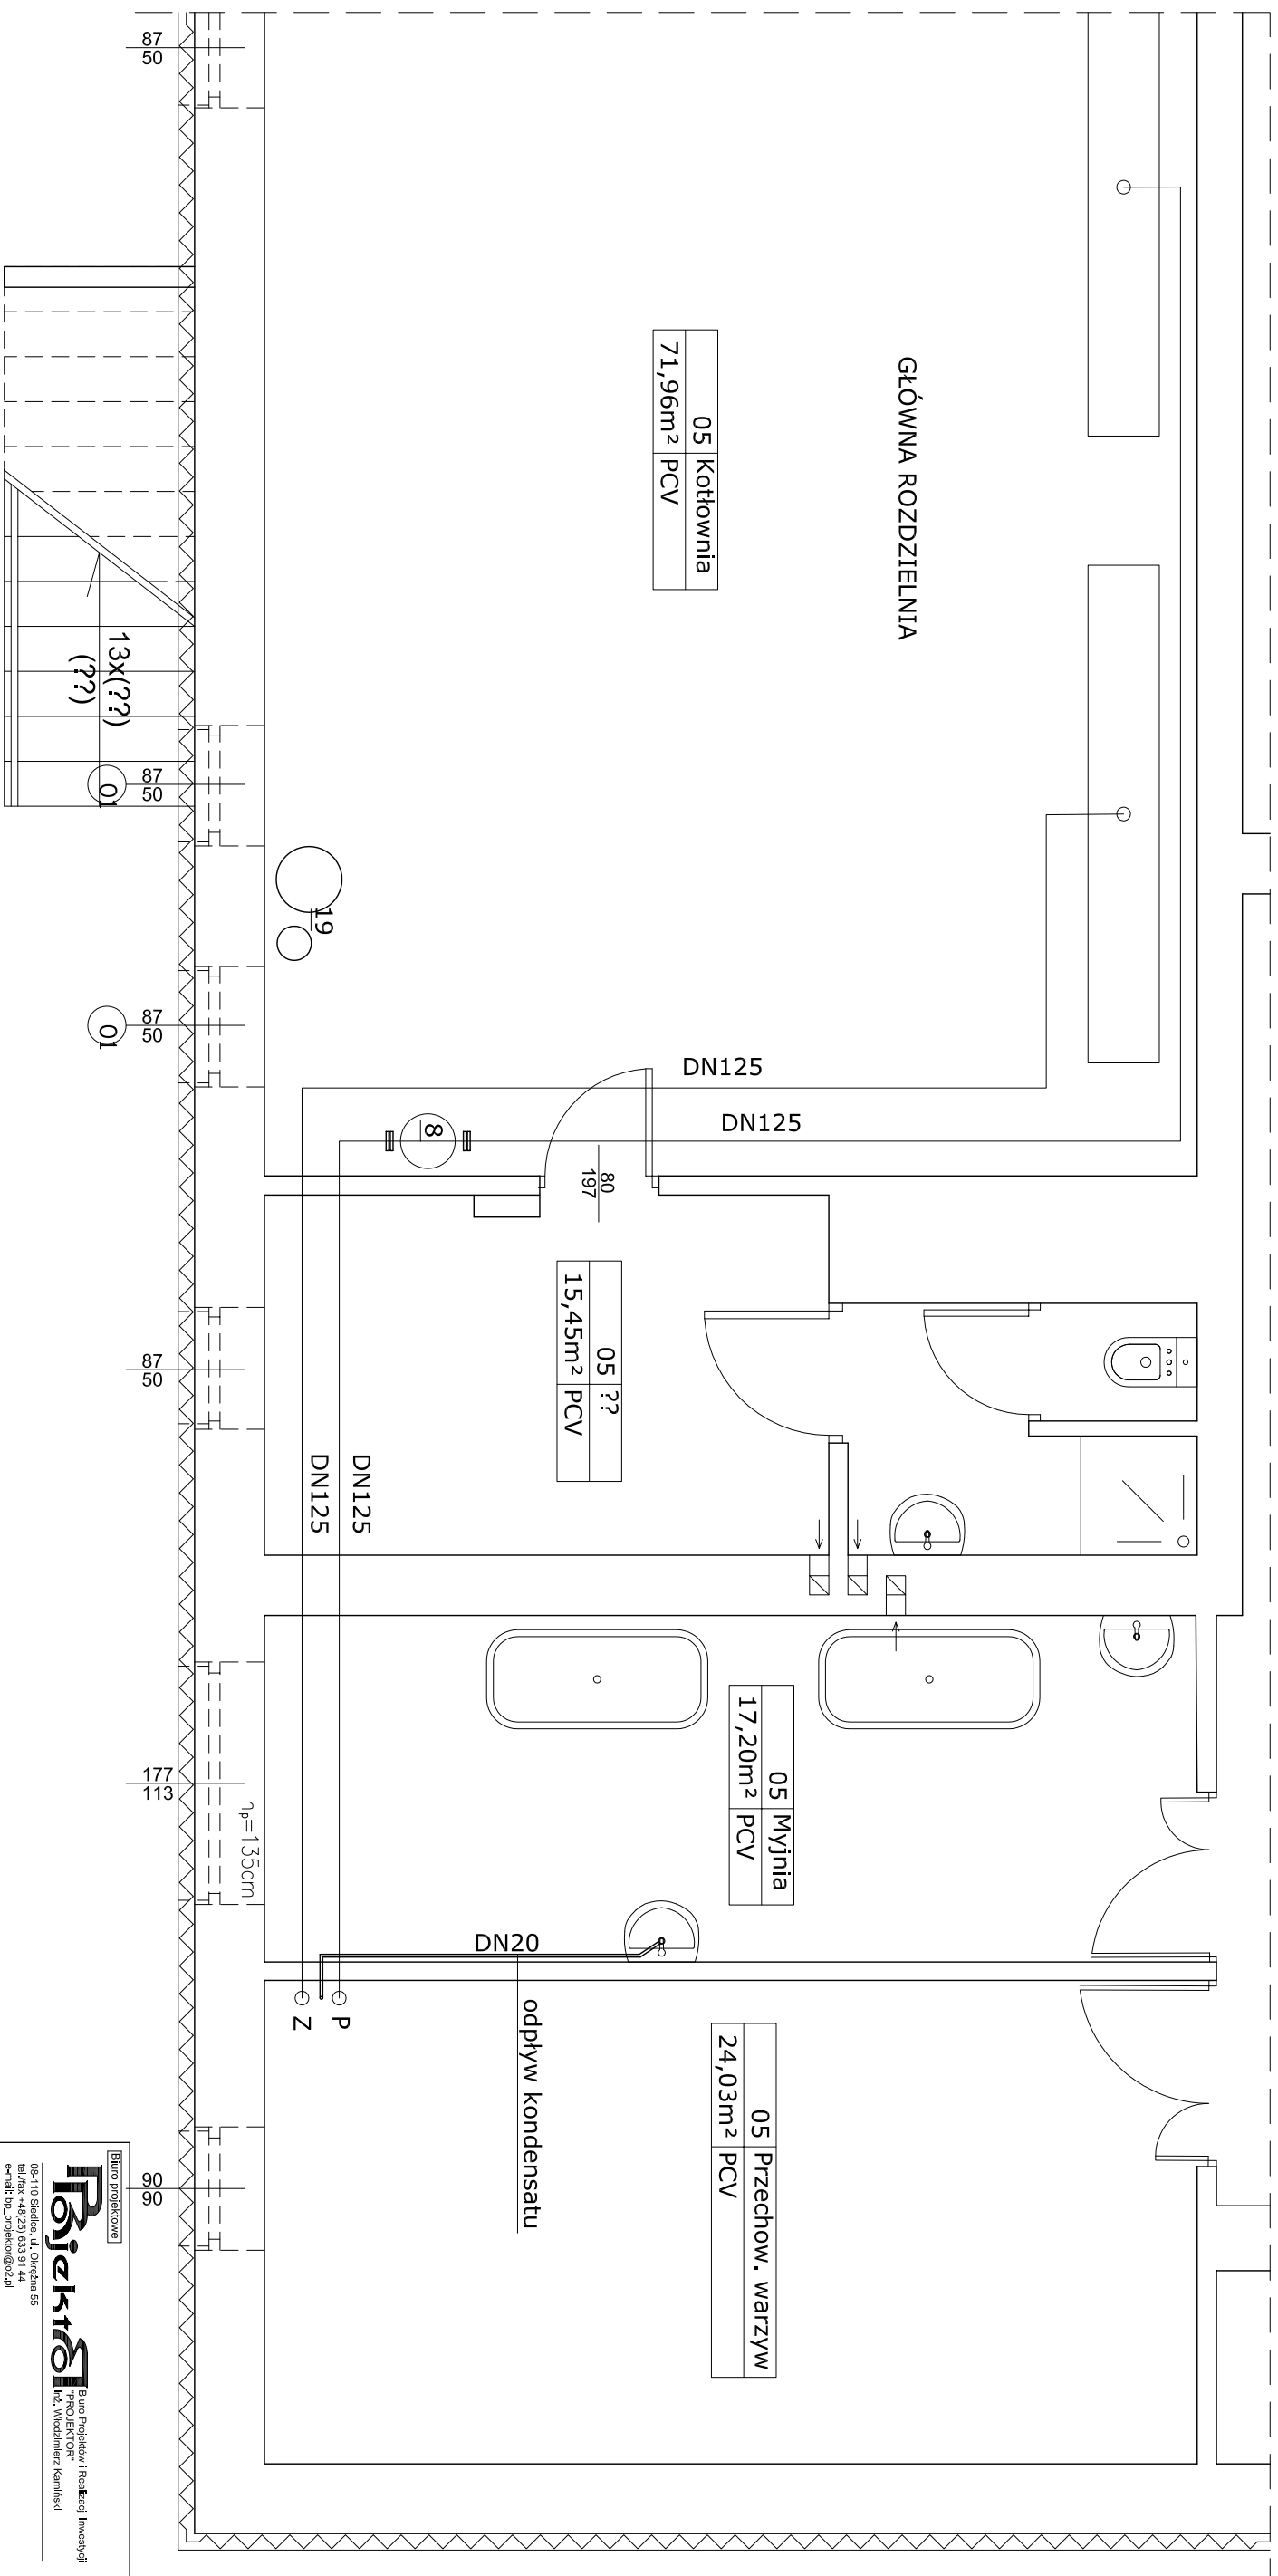 GŁÓWNA ROZDZIELNIA
05 Kotłownia
71,96m² PCV
13x(??)
(??)
87
50
87
50
01
87
50
01
87
50
177
113
hp=135cm
90
90
19
8
DN125
DN125
80
197
05 ??
15,45m² PCV
DN125
DN125
05 Myjnia
17,20m² PCV
DN20
odpływ kondensatu
P
Z
05 Przechow. warzyw
24,03m² PCV
Biuro projektowe
Projektor
Biuro Projektów i Realizacji Inwestycji
"PROJEKTOR"
inż. Włodzimierz Kamiński
08-110 Siedlce, ul. Okrężna 55
tel./fax +48(25) 633 91 44
e-mail: bp_projektor@o2.pl